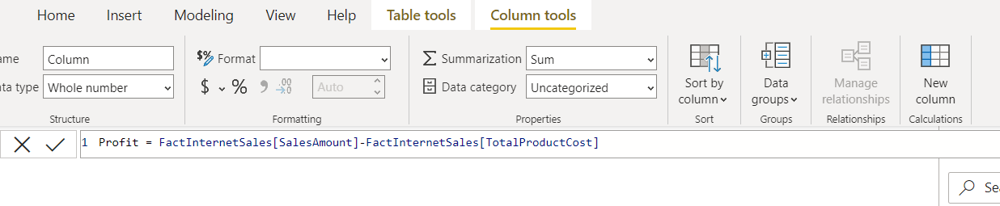 Home Insert Modeling View Help Table tools Column tools
ame Column $% Format Σ Summarization Sum
ata type Whole number $ % , .00 Auto Data category Uncategorized
Sort by column Data groups Manage relationships New column
Structure Formatting Properties Sort Groups Relationships Calculations
1 Profit = FactInternetSales[SalesAmount]-FactInternetSales[TotalProductCost]
Sea